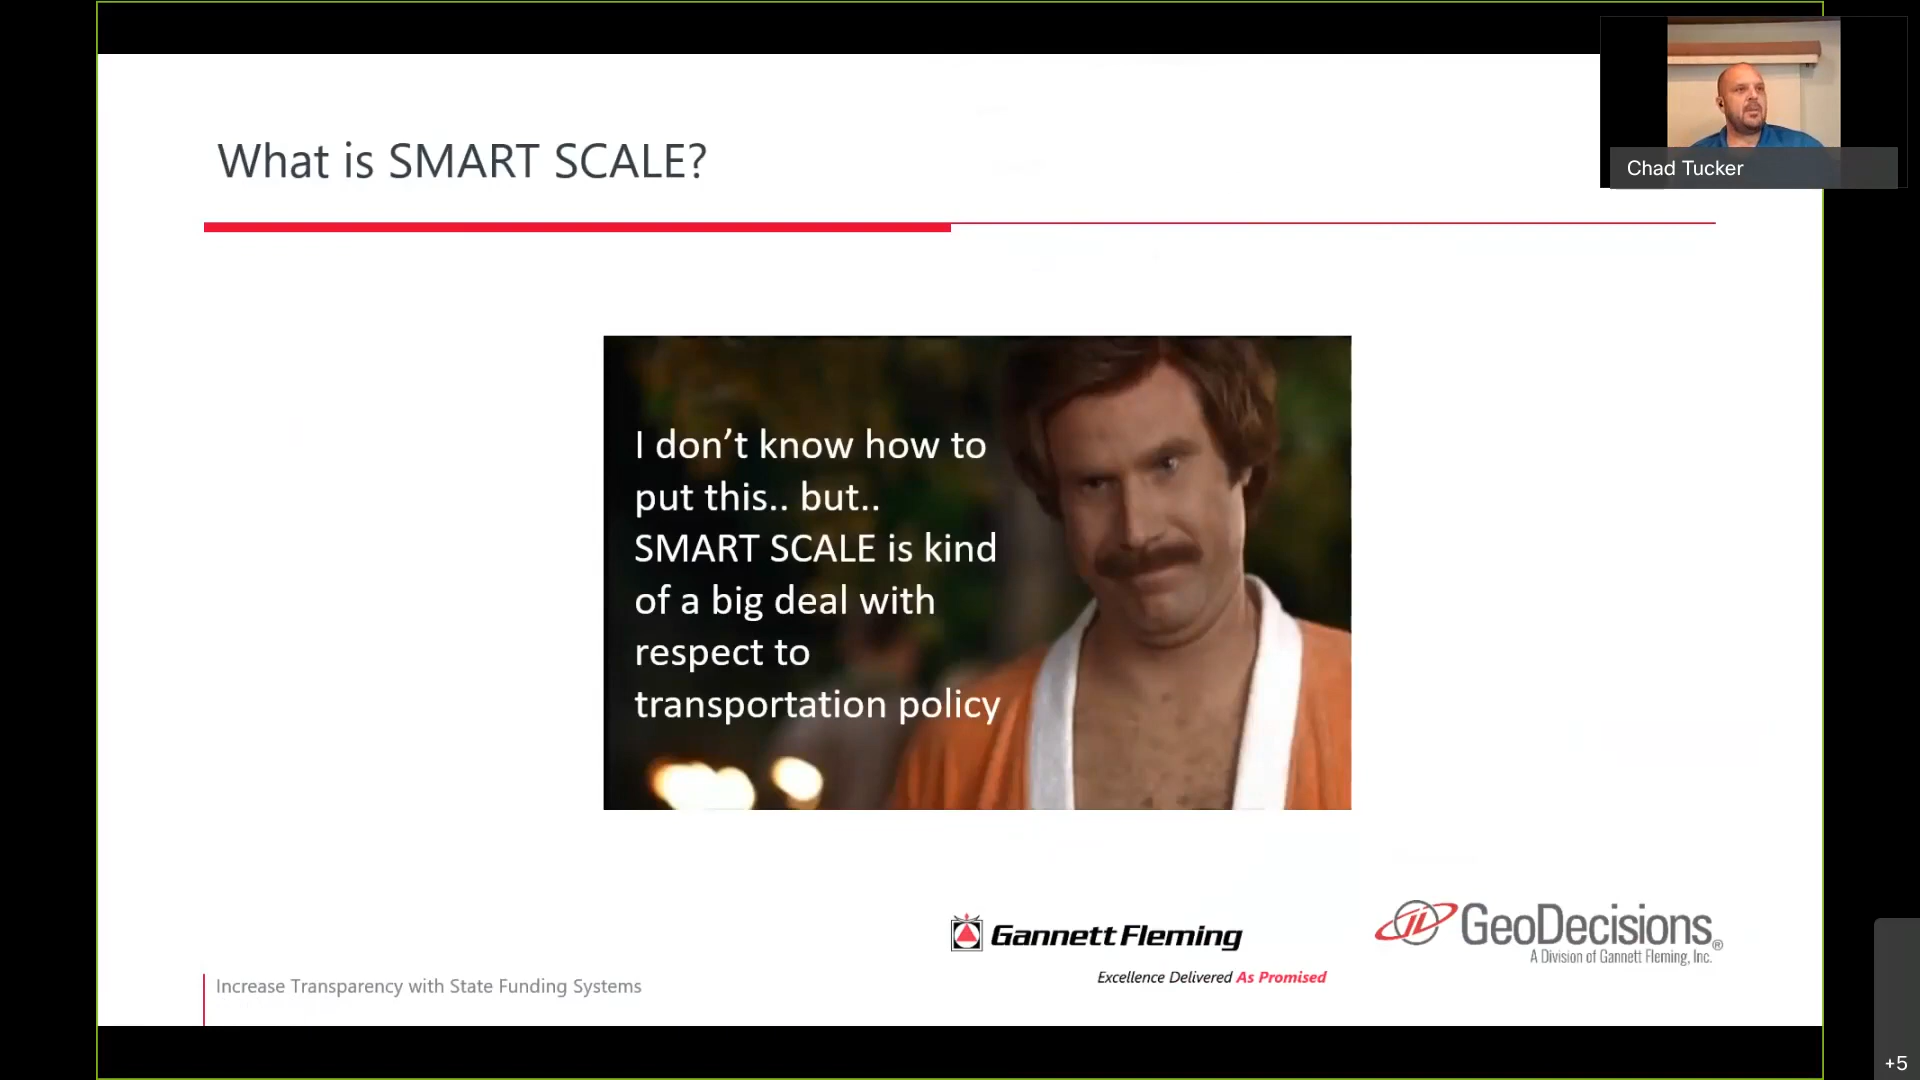 What is SMART SCALE?
Chad Tucker
I don’t know how to
put this.. but..
SMART SCALE is kind
of a big deal with
respect to
transportation policy
Gannett Fleming
Excellence Delivered As Promised
GeoDecisions®
A Division of Gannett Fleming, Inc.
Increase Transparency with State Funding Systems
+5